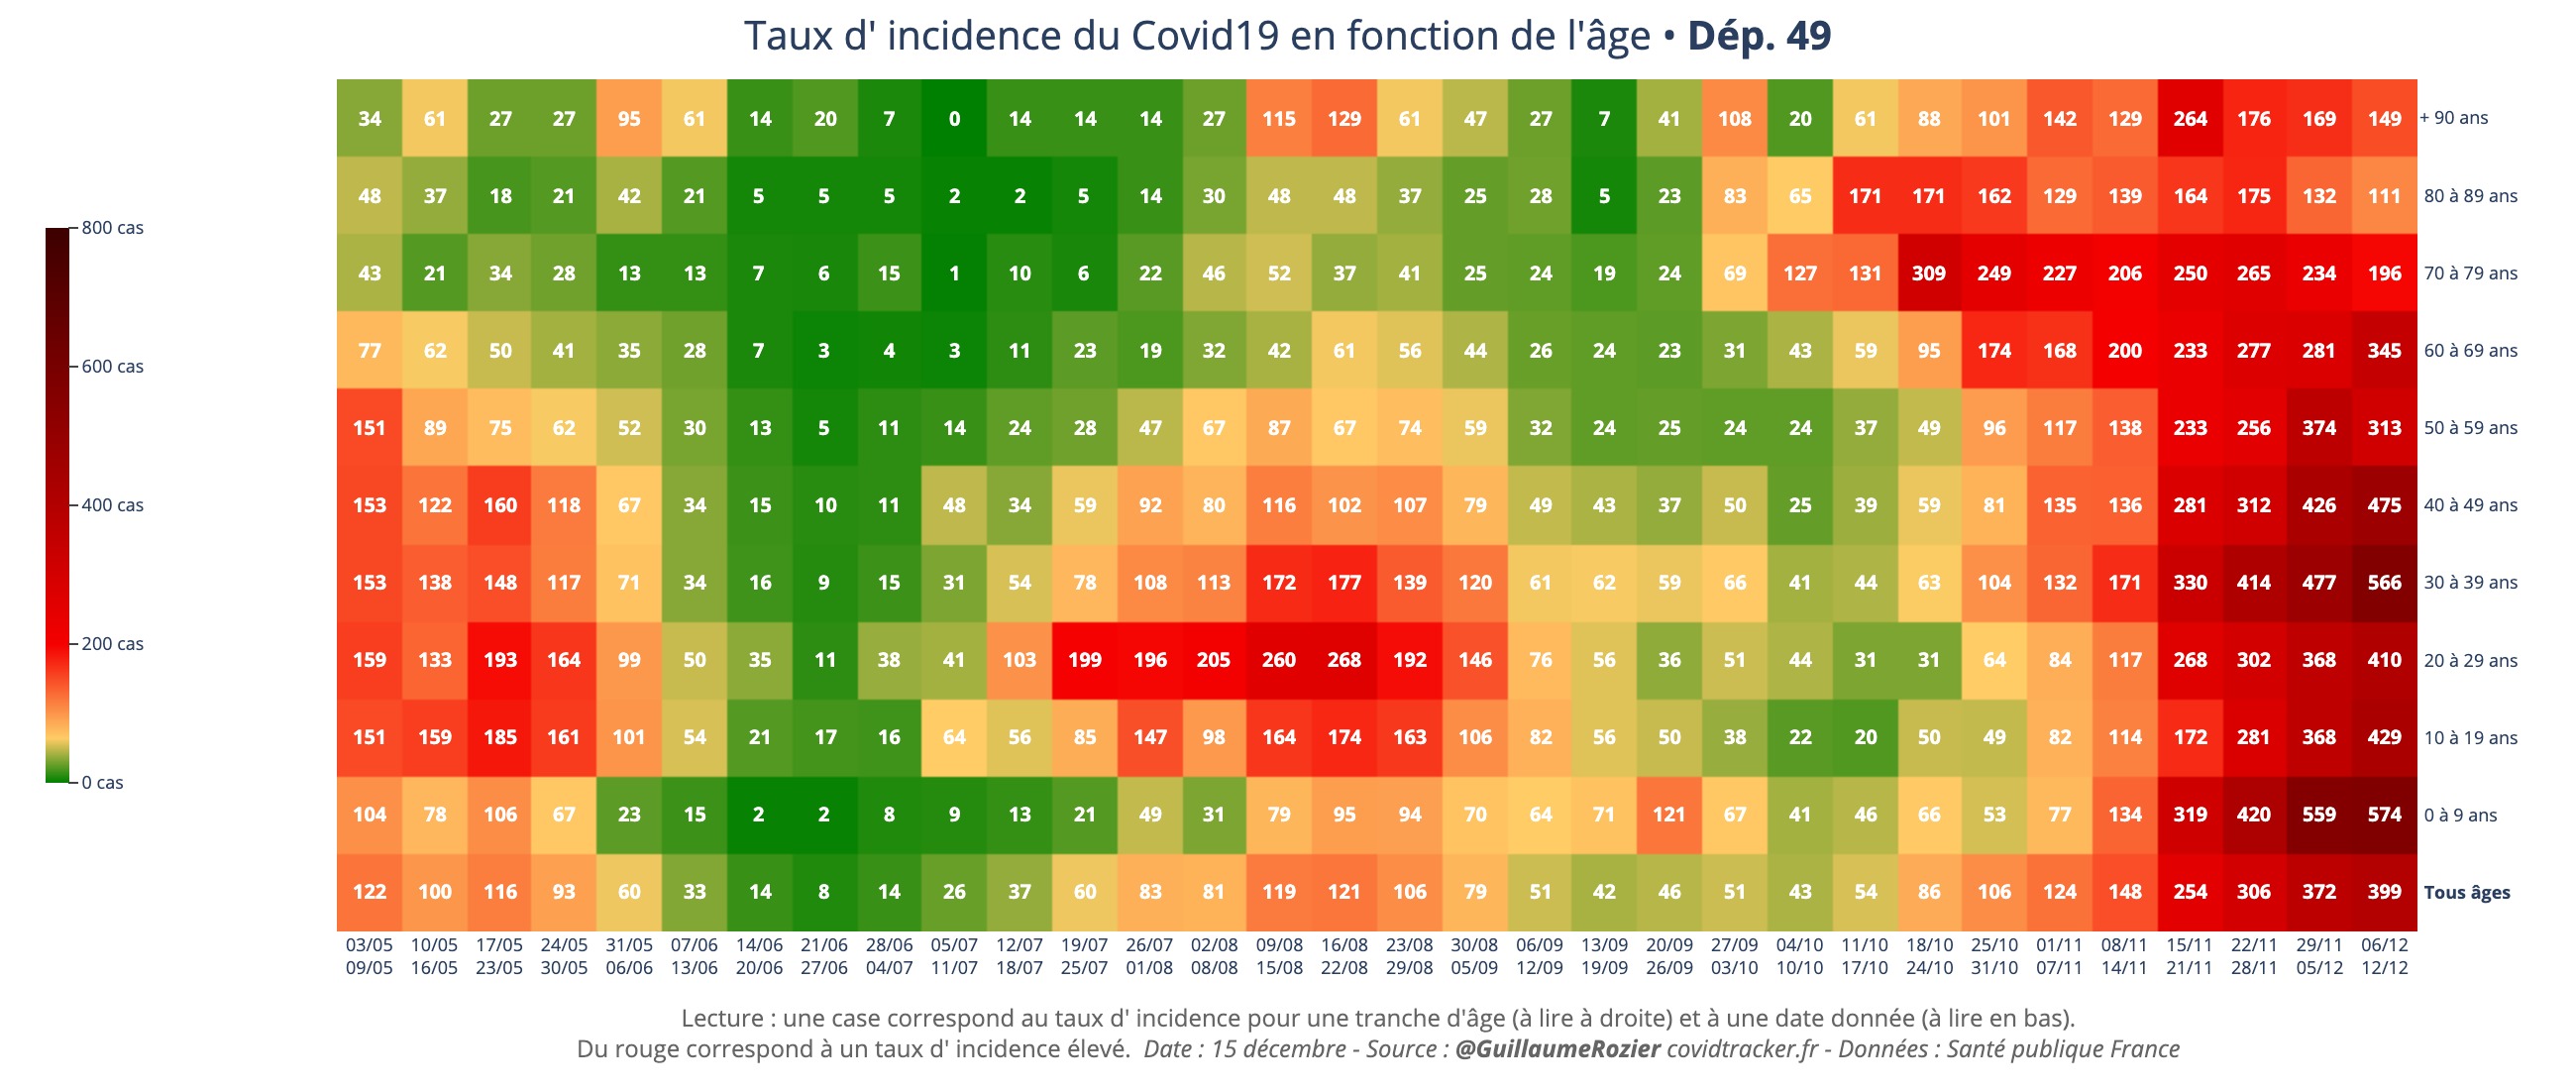 Taux d' incidence du Covid19 en fonction de l'âge • Dép. 49
800 cas
600 cas
400 cas
200 cas
0 cas
34 61 27 27 95 61 14 20 7 0 14 14 14 27 115 129 61 47 27 7 41 108 20 61 88 101 142 129 264 176 169 149 + 90 ans
48 37 18 21 42 21 5 5 5 2 2 5 14 30 48 48 37 25 28 5 23 83 65 171 171 162 129 139 164 175 132 111 80 à 89 ans
43 21 34 28 13 13 7 6 15 1 10 6 22 46 52 37 41 25 24 19 24 69 127 131 309 249 227 206 250 265 234 196 70 à 79 ans
77 62 50 41 35 28 7 3 4 3 11 23 19 32 42 61 56 44 26 24 23 31 43 59 95 174 168 200 233 277 281 345 60 à 69 ans
151 89 75 62 52 30 13 5 11 14 24 28 47 67 87 67 74 59 32 24 25 24 24 37 49 96 117 138 233 256 374 313 50 à 59 ans
153 122 160 118 67 34 15 10 11 48 34 59 92 80 116 102 107 79 49 43 37 50 25 39 59 81 135 136 281 312 426 475 40 à 49 ans
153 138 148 117 71 34 16 9 15 31 54 78 108 113 172 177 139 120 61 62 59 66 41 44 63 104 132 171 330 414 477 566 30 à 39 ans
159 133 193 164 99 50 35 11 38 41 103 199 196 205 260 268 192 146 76 56 36 51 44 31 31 64 84 117 268 302 368 410 20 à 29 ans
151 159 185 161 101 54 21 17 16 64 56 85 147 98 164 174 163 106 82 56 50 38 22 20 50 49 82 114 172 281 368 429 10 à 19 ans
104 78 106 67 23 15 2 2 8 9 13 21 49 31 79 95 94 70 64 71 121 67 41 46 66 53 77 134 319 420 559 574 0 à 9 ans
122 100 116 93 60 33 14 8 14 26 37 60 83 81 119 121 106 79 51 42 46 51 43 54 86 106 124 148 254 306 372 399 Tous âges
03/05 10/05 17/05 24/05 31/05 07/06 14/06 21/06 28/06 05/07 12/07 19/07 26/07 02/08 09/08 16/08 23/08 30/08 06/09 13/09 20/09 27/09 04/10 11/10 18/10 25/10 01/11 08/11 15/11 22/11 29/11 06/12
09/05 16/05 23/05 30/05 06/06 13/06 20/06 27/06 04/07 11/07 18/07 25/07 01/08 08/08 15/08 22/08 29/08 05/09 12/09 19/09 26/09 03/10 10/10 17/10 24/10 31/10 07/11 14/11 21/11 28/11 05/12 12/12
Lecture : une case correspond au taux d' incidence pour une tranche d'âge (à lire à droite) et à une date donnée (à lire en bas).
Du rouge correspond à un taux d' incidence élevé. Date : 15 décembre - Source : @GuillaumeRozier covidtracker.fr - Données : Santé publique France